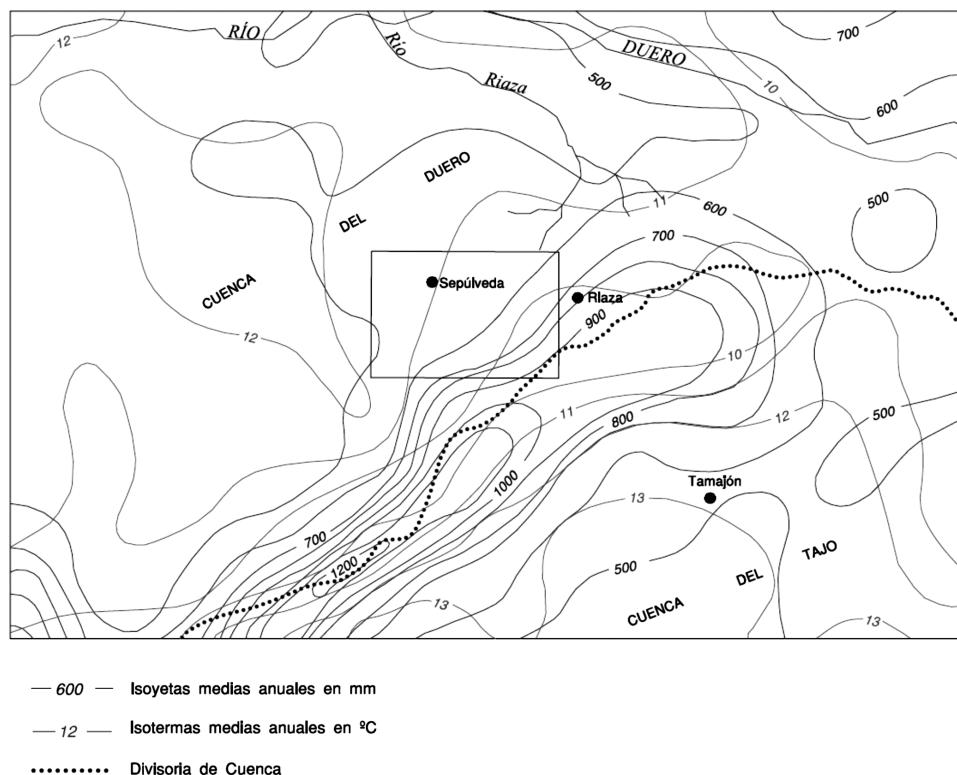 12
RÍO
Río
Riaza
DUERO
700
500
10
600
DUERO
DEL
CUENCA
11
600
500
700
Sepúlveda
Riaza
900
12
10
11
800
12
500
1000
Tamajón
13
700
1200
500
13
TAJO
DEL
CUENCA
13
600 Isoyetas medias anuales en mm
12 Isotermas medias anuales en ºC
Divisoria de Cuenca